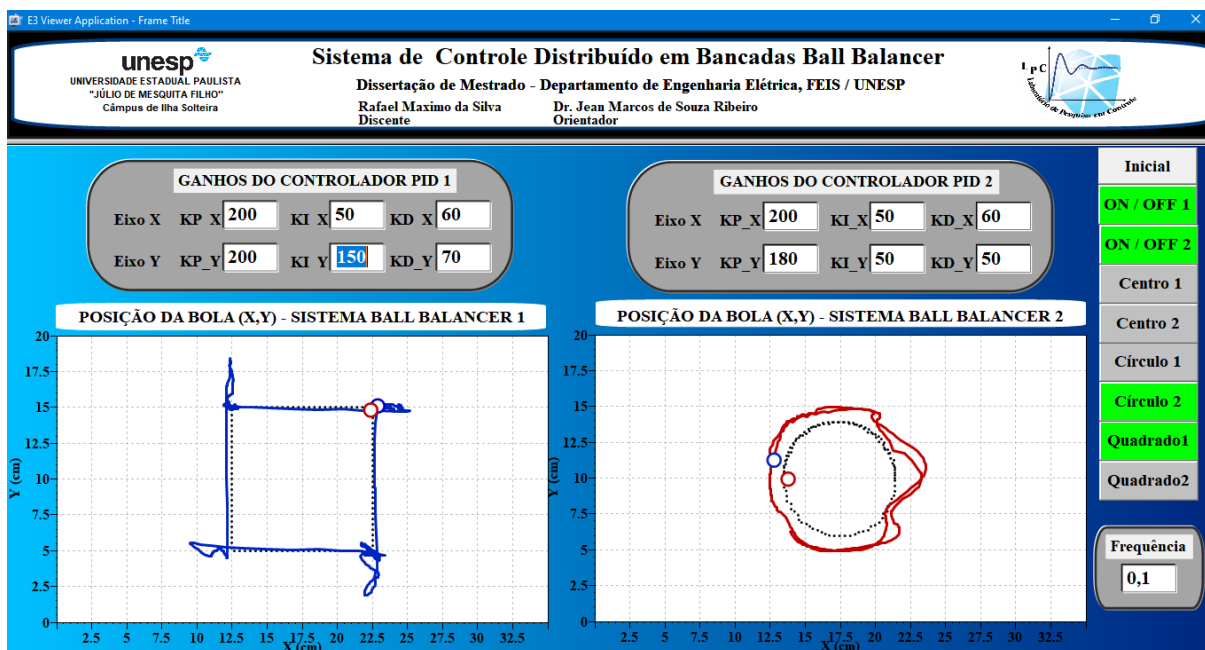 E3 Viewer Application - Frame Title
unesp
UNIVERSIDADE ESTADUAL PAULISTA
"JÚLIO DE MESQUITA FILHO"
Câmpus de Ilha Solteira
Sistema de Controle Distribuído em Bancadas Ball Balancer
Dissertação de Mestrado - Departamento de Engenharia Elétrica, FEIS / UNESP
Rafael Maximo da Silva Dr. Jean Marcos de Souza Ribeiro
Discente Orientador
LPC
Laboratório de Pesquisa em Controle
GANHOS DO CONTROLADOR PID 1
Eixo X KP_X 200 KI_X 50 KD_X 60
Eixo Y KP_Y 200 KI_Y 150 KD_Y 70
GANHOS DO CONTROLADOR PID 2
Eixo X KP_X 200 KI_X 50 KD_X 60
Eixo Y KP_Y 180 KI_Y 50 KD_Y 50
Inicial
ON / OFF 1
ON / OFF 2
Centro 1
Centro 2
Círculo 1
Círculo 2
Quadrado1
Quadrado2
Frequência
0,1
POSIÇÃO DA BOLA (X,Y) - SISTEMA BALL BALANCER 1
20
17.5
15
12.5
10
7.5
5
2.5
0
Y (cm)
2.5 5 7.5 10 12.5 15 17.5 20 22.5 25 27.5 30 32.5
X (cm)
POSIÇÃO DA BOLA (X,Y) - SISTEMA BALL BALANCER 2
20
17.5
15
12.5
10
7.5
5
2.5
0
Y (cm)
2.5 5 7.5 10 12.5 15 17.5 20 22.5 25 27.5 30 32.5
X (cm)